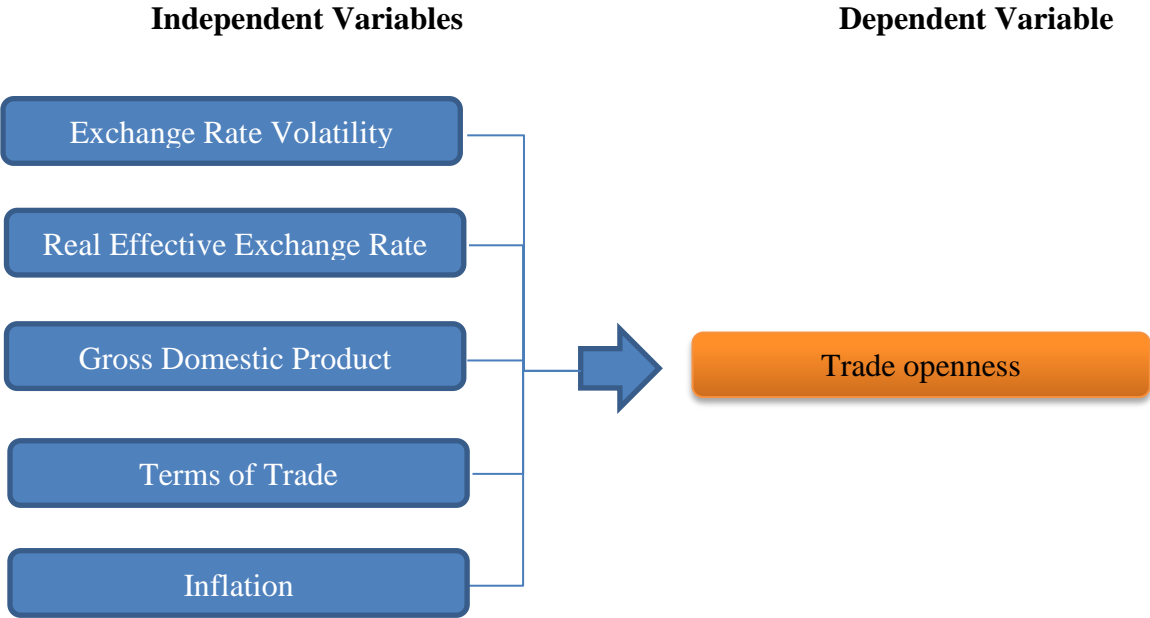 Independent Variables
Dependent Variable
Exchange Rate Volatility
Real Effective Exchange Rate
Gross Domestic Product
Trade openness
Terms of Trade
Inflation